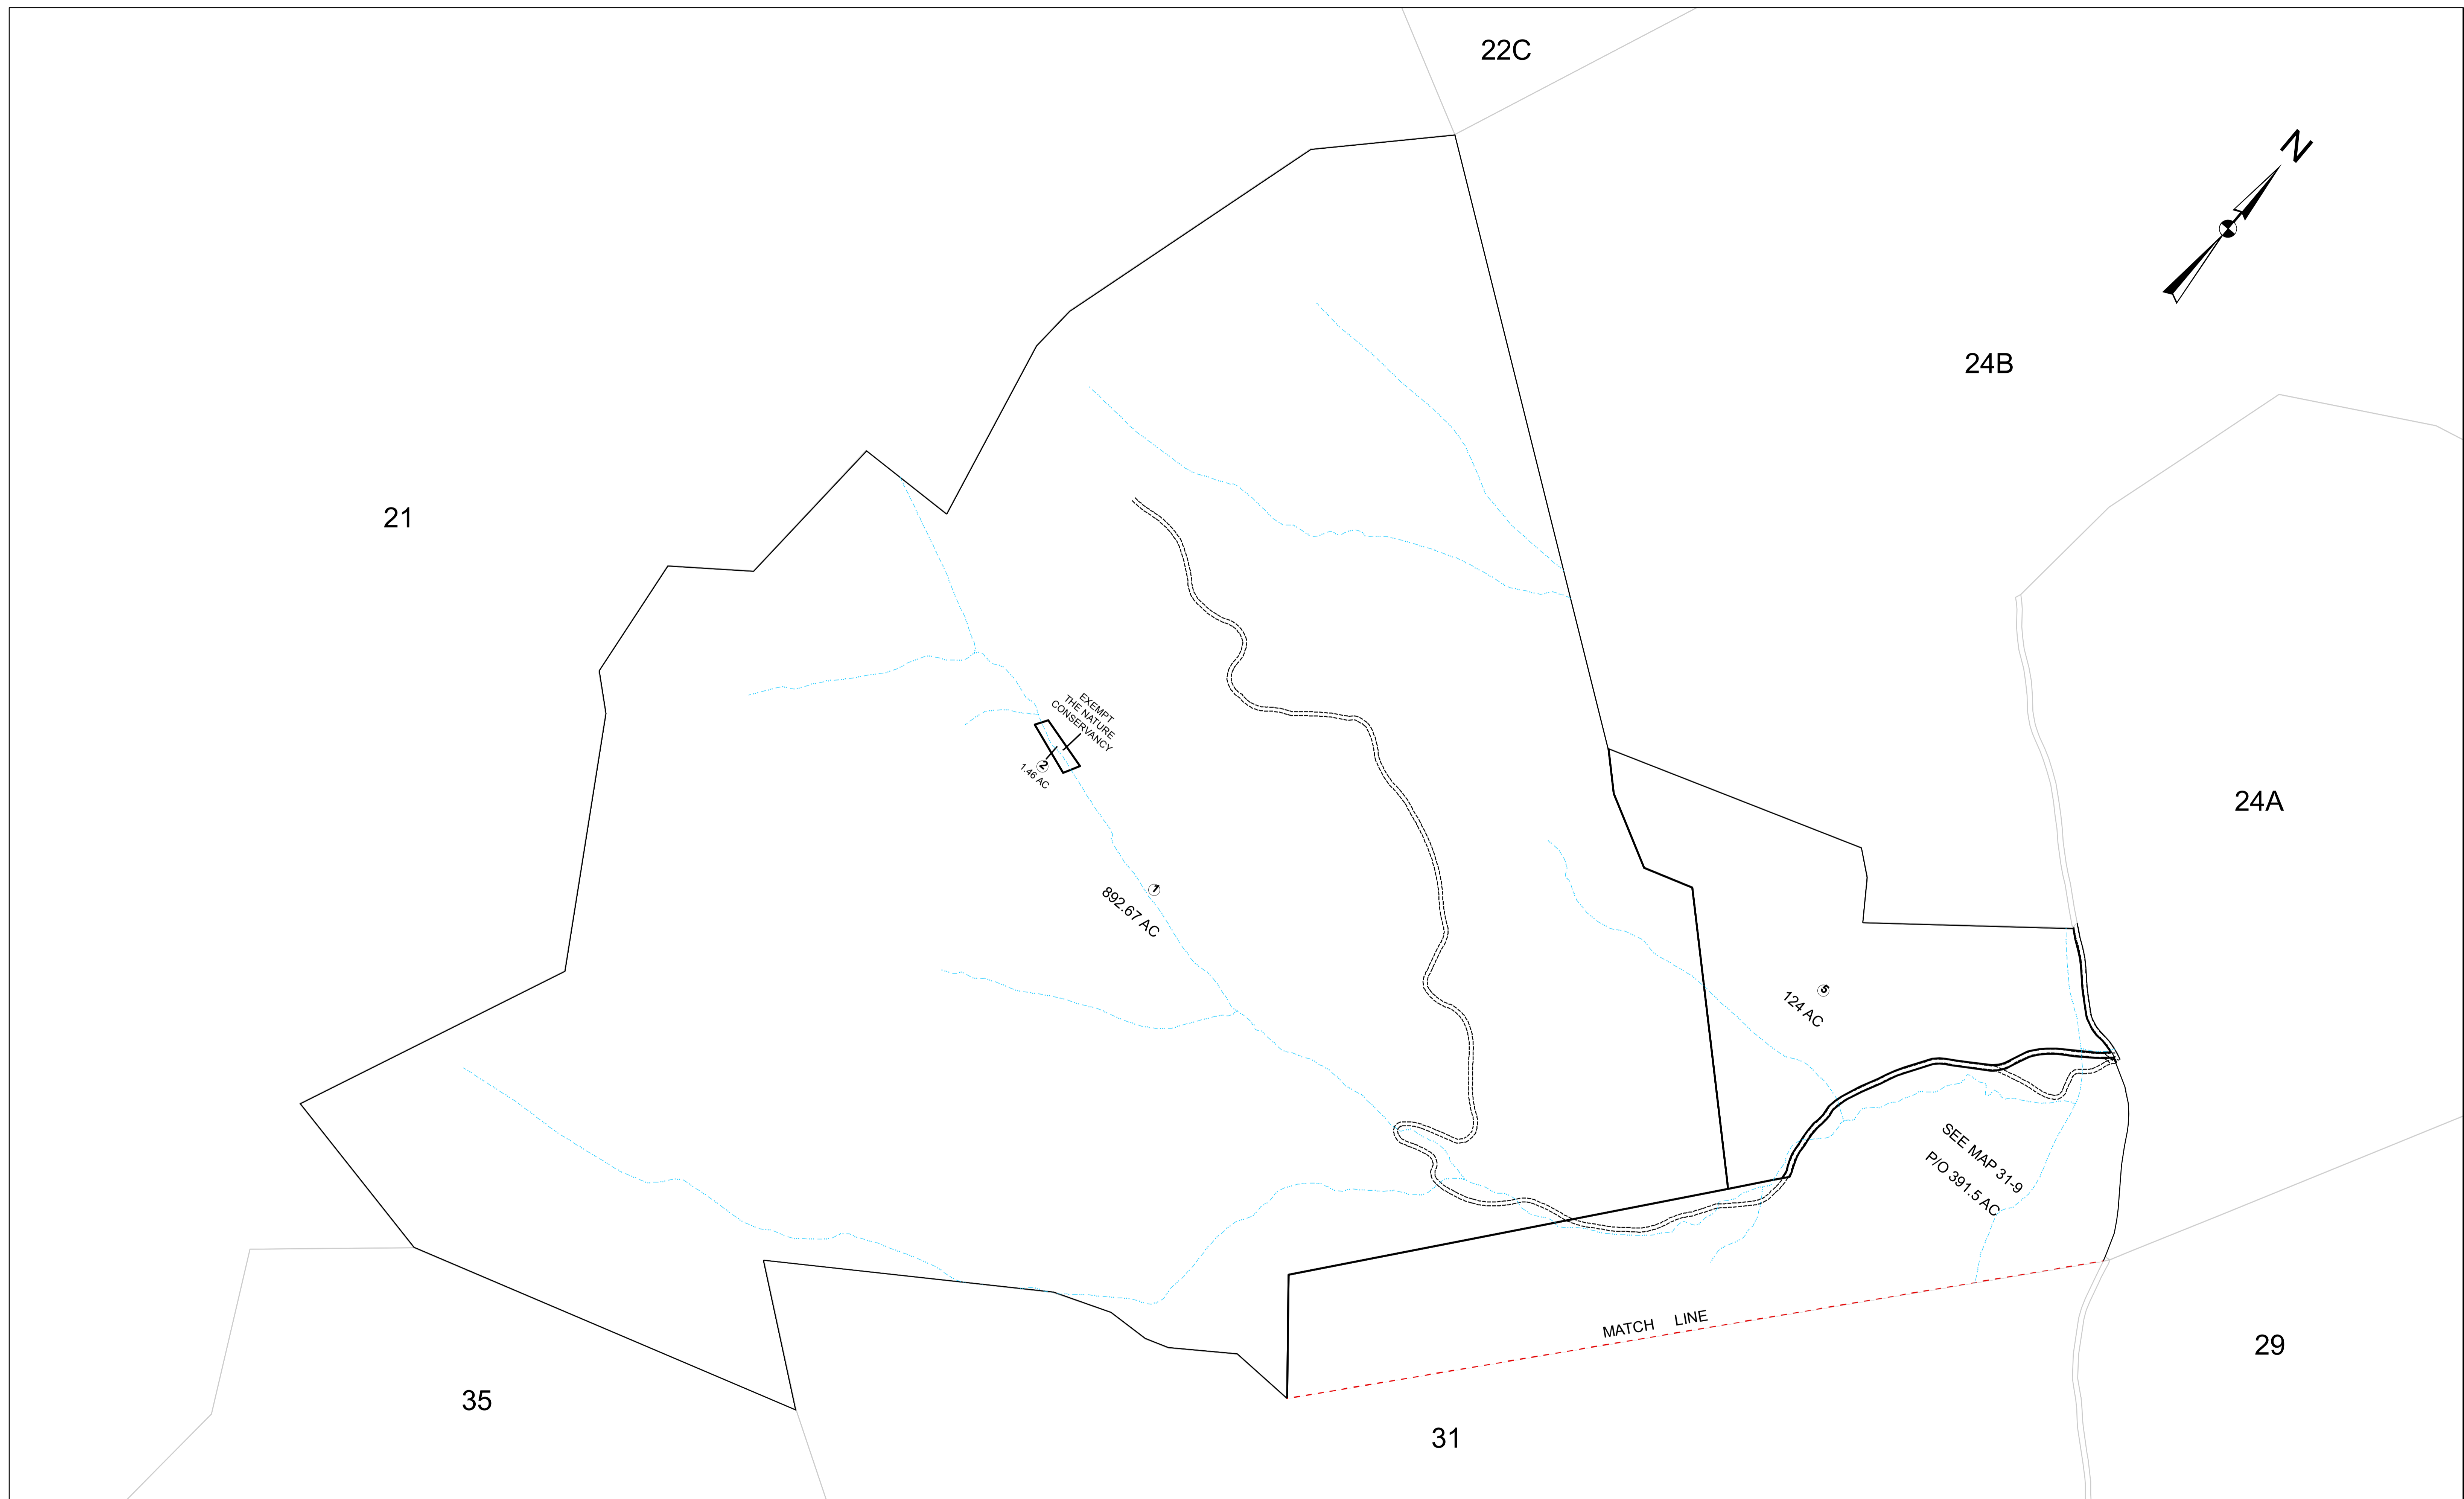 22C
N
24B
21
EXEMPT
THE NATURE
CONSERVANCY
2
1.46 AC
24A
1
892.67 AC
5
124 AC
SEE MAP 31-9
P/O 391.5 AC
MATCH LINE
29
35
31